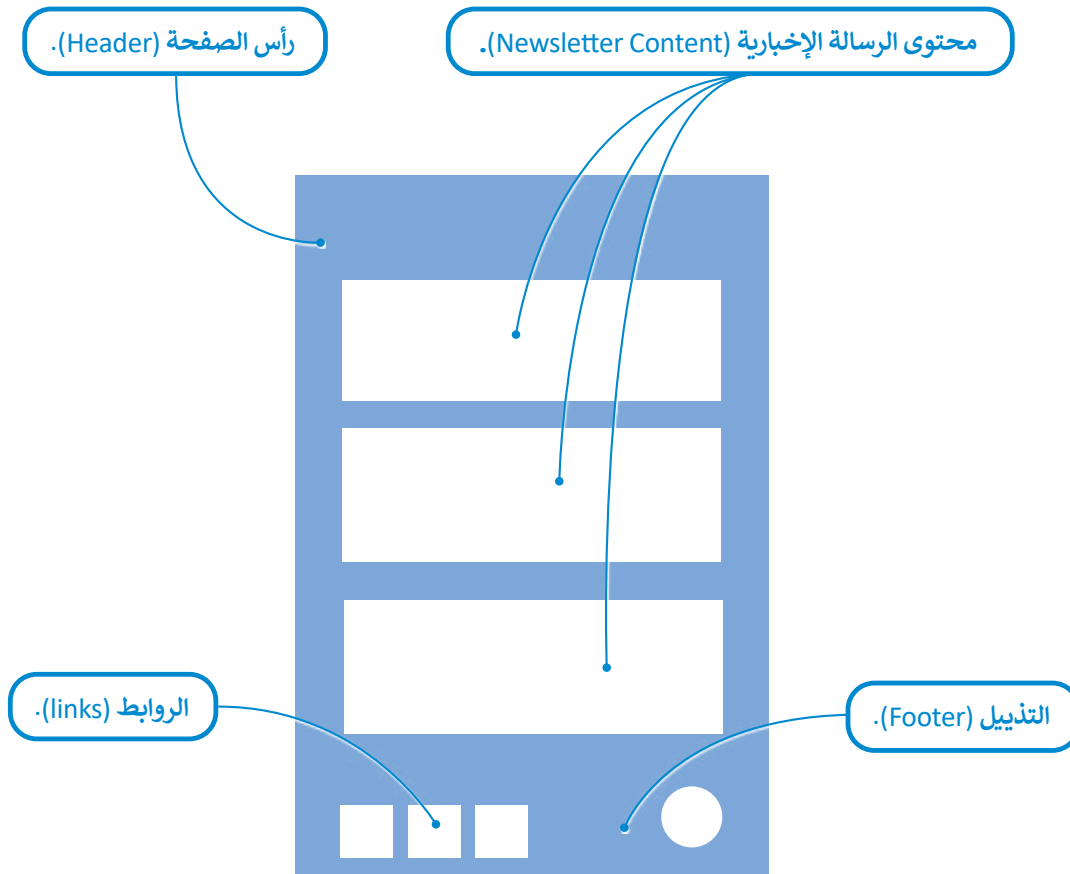 محتوى الرسالة الإخبارية (Newsletter Content).
رأس الصفحة (Header).
التذييل (Footer).
الروابط (links).